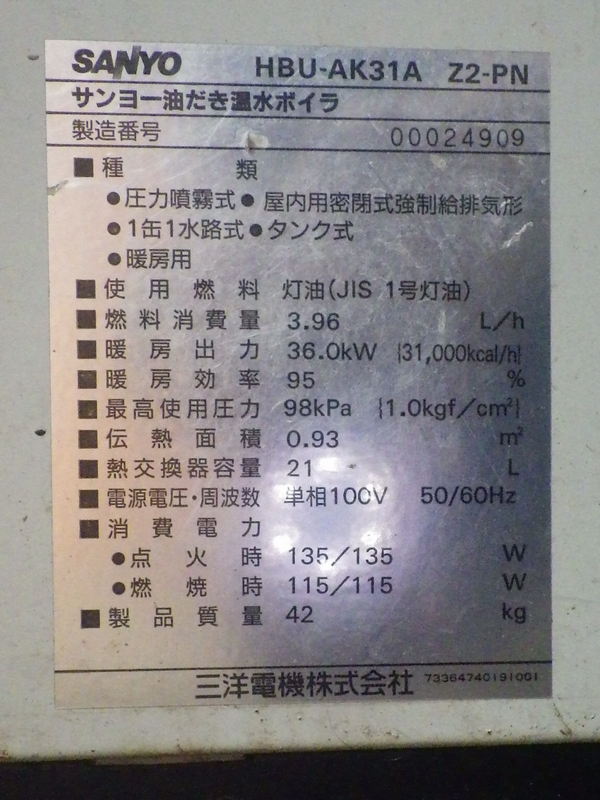 SANYO HBU-AK31A Z2-PN
サンヨー油だき温水ボイラ
製造番号 00024909
■種類
●圧力噴霧式●屋内用密閉式強制給排気形
●1缶1水路式●タンク式
●暖房用
■使用燃料 灯油(JIS 1号灯油)
■燃料消費量 3.96 L/h
■暖房出力 36.0kW {31,000kcal/h}
■暖房効率 95 %
■最高使用圧力 98kPa {1.0kgf/cm²}
■伝熱面積 0.93 m²
■熱交換器容量 21 L
■電源電圧・周波数 単相100V 50/60Hz
■消費電力
●点火時 135/135 W
●燃焼時 115/115 W
■製品質量 42 kg
三洋電機株式会社 73364740191001